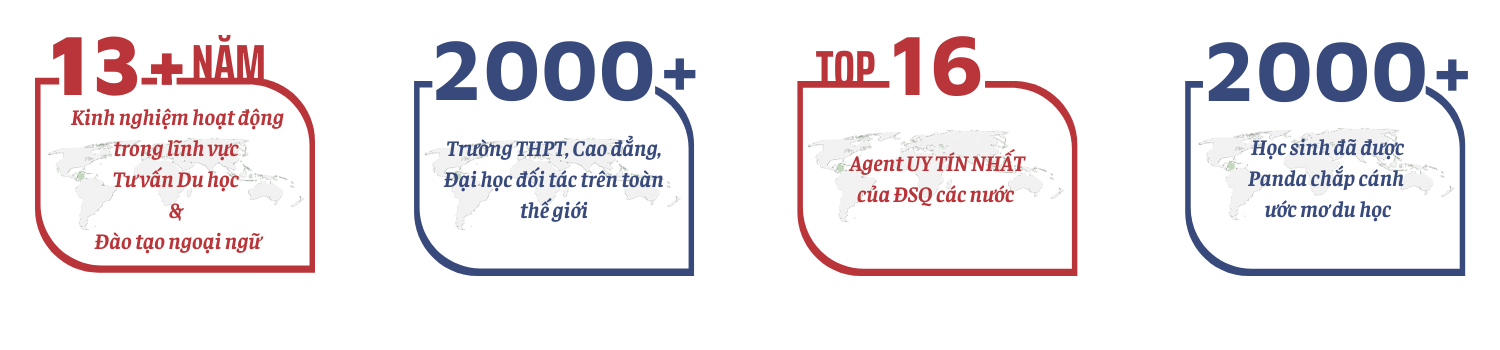 13+ NĂM
Kinh nghiệm hoạt động
trong lĩnh vực
Tư vấn Du học
&
Đào tạo ngoại ngữ
2000+
Trường THPT, Cao đẳng,
Đại học đối tác trên toàn
thế giới
TOP 16
Agent UY TÍN NHẤT
của ĐSQ các nước
2000+
Học sinh đã được
Panda chắp cánh
ước mơ du học